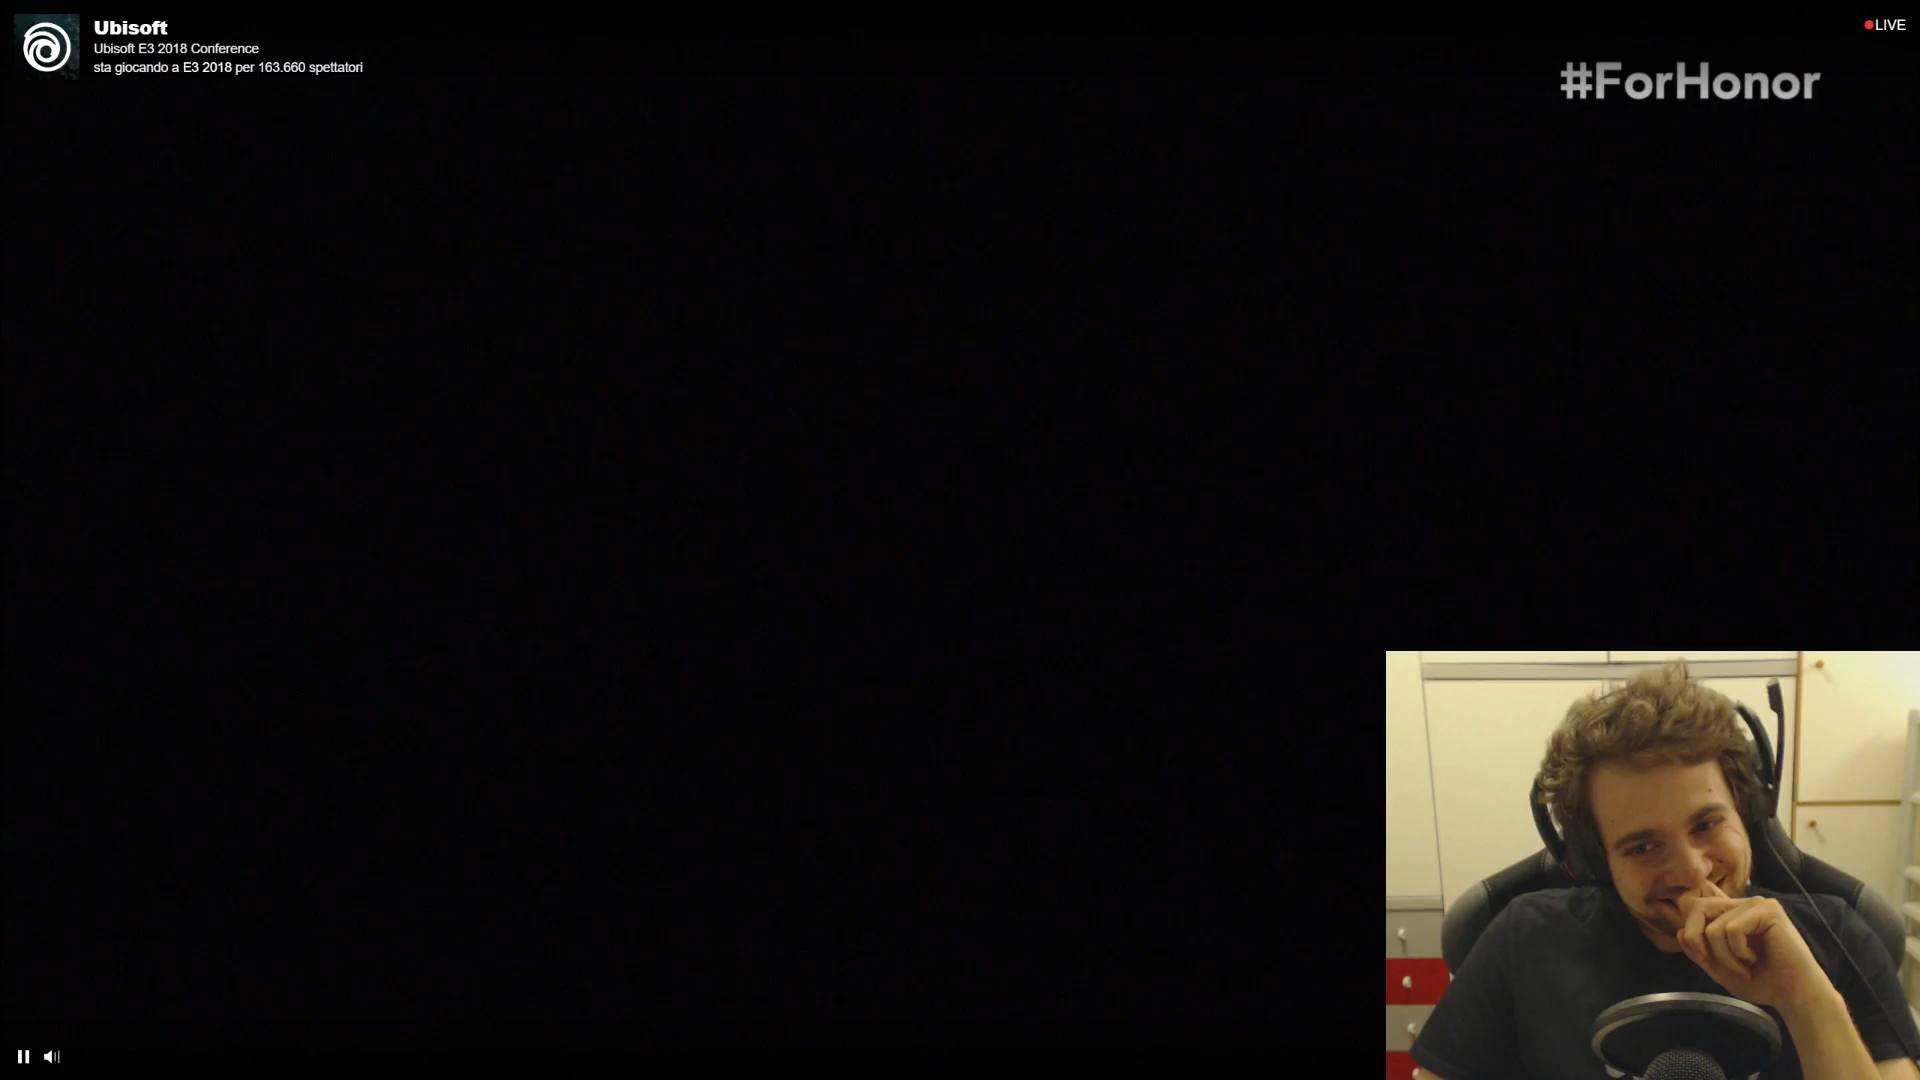 Ubisoft
Ubisoft E3 2018 Conference
sta giocando a E3 2018 per 163.660 spettatori
LIVE
#ForHonor